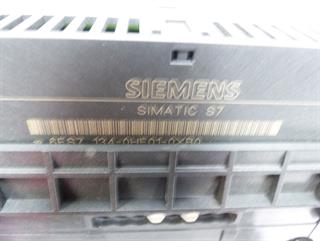 SIEMENS
SIMATIC S7
6ES7 134-0HF01-0XB0